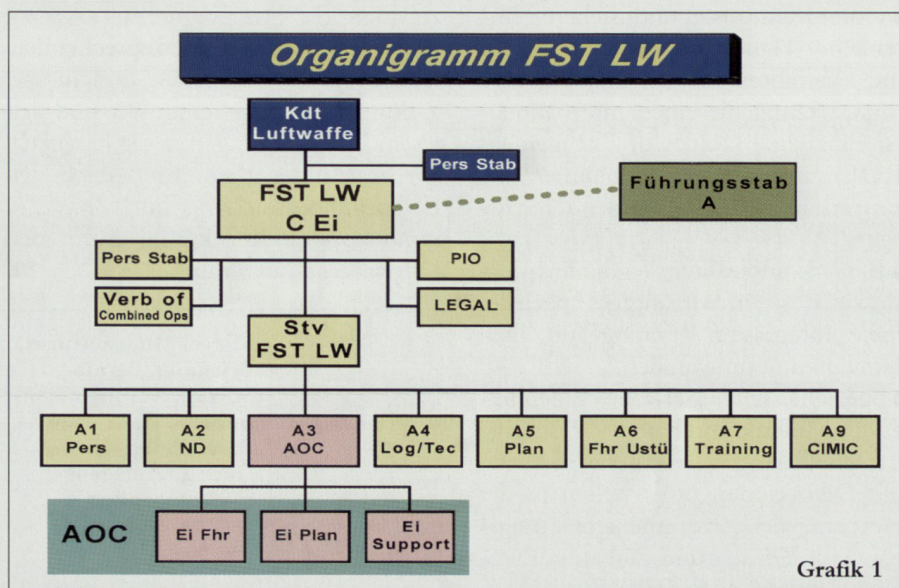 Organigramm FST LW
Kdt
Luftwaffe
Pers Stab
FST LW
C Ei
Führungsstab
A
Pers Stab
PIO
Verb of
Combined Ops
LEGAL
Stv
FST LW
A1
Pers
A2
ND
A3
AOC
A4
Log/Tec
A5
Plan
A6
Fhr Ustü
A7
Training
A9
CIMIC
AOC
Ei Fhr
Ei Plan
Ei
Support
Grafik 1